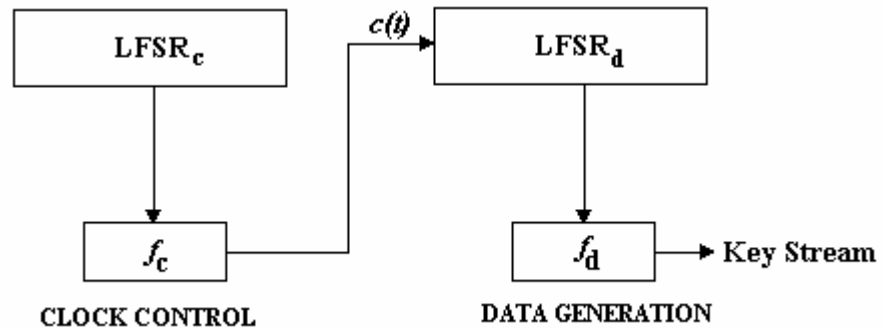 LFSRc
c(t)
LFSRd
fc
fd
Key Stream
CLOCK CONTROL
DATA GENERATION